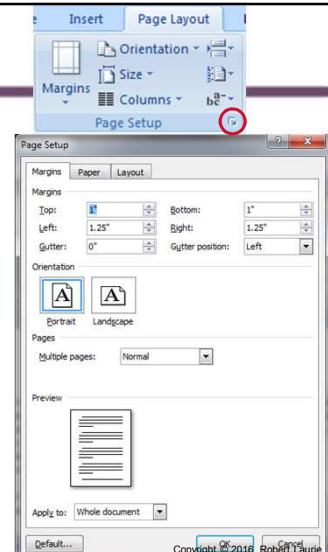 Insert Page Layout
Orientation
Margins Size
Columns
Page Setup
Page Setup
Margins Paper Layout
Margins
Top: 1" Bottom: 1"
Left: 1.25" Right: 1.25"
Gutter: 0" Gutter position: Left
Orientation
A A
Portrait Landscape
Pages
Multiple pages: Normal
Preview
Apply to: Whole document
Default... OK Cancel
Copyright © 2016 Robert Laurie